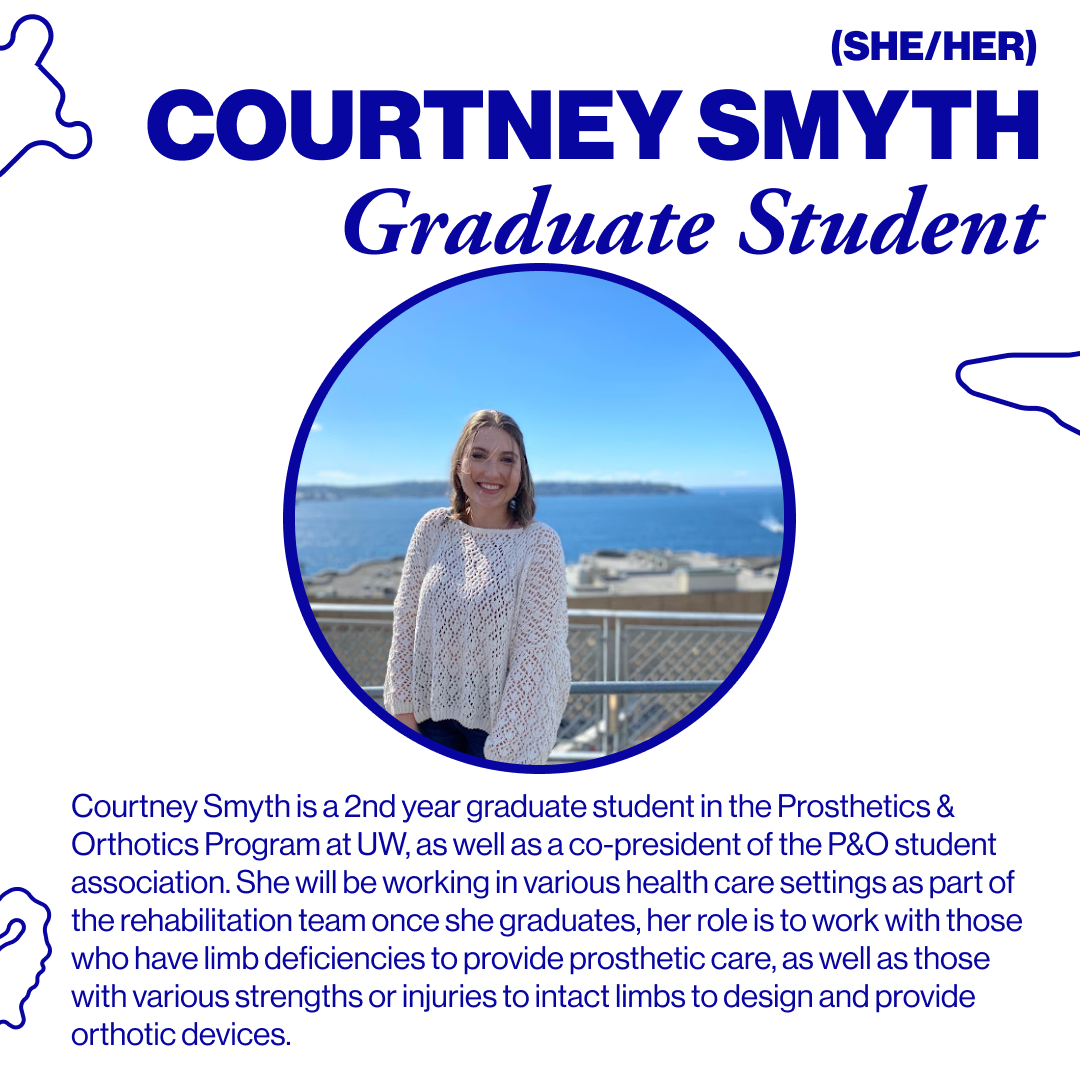 (SHE/HER)
COURTNEY SMYTH
Graduate Student
Courtney Smyth is a 2nd year graduate student in the Prosthetics &
Orthotics Program at UW, as well as a co-president of the P&O student
association. She will be working in various health care settings as part of
the rehabilitation team once she graduates, her role is to work with those
who have limb deficiencies to provide prosthetic care, as well as those
with various strengths or injuries to intact limbs to design and provide
orthotic devices.